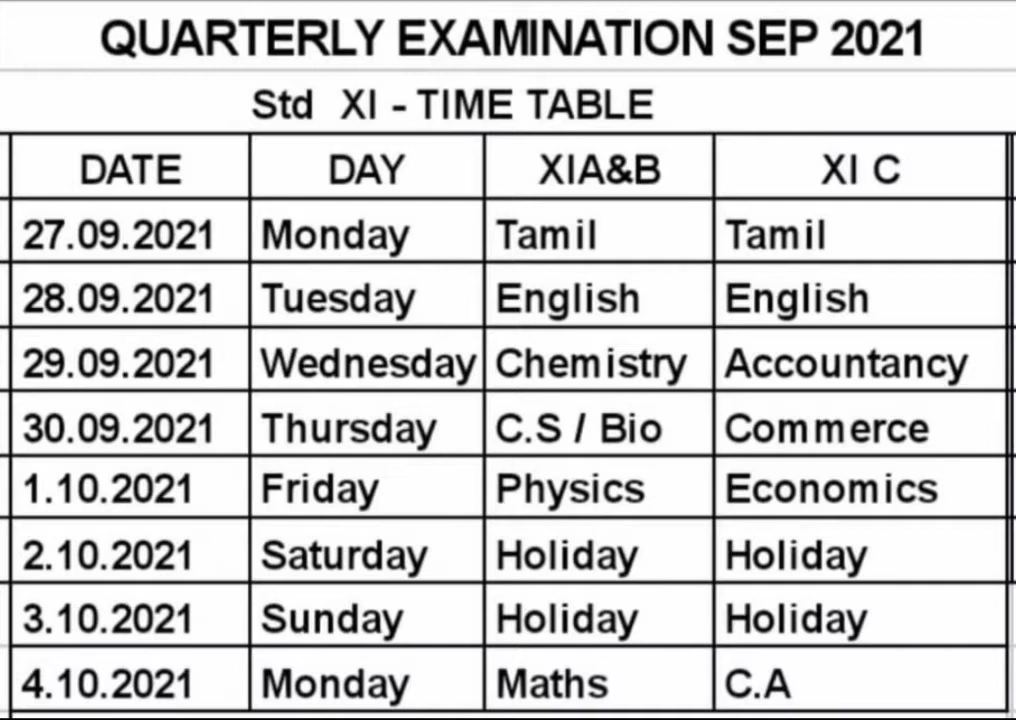 QUARTERLY EXAMINATION SEP 2021
Std XI - TIME TABLE
DATE DAY XIA&B XI C
27.09.2021 Monday Tamil Tamil
28.09.2021 Tuesday English English
29.09.2021 Wednesday Chemistry Accountancy
30.09.2021 Thursday C.S / Bio Commerce
1.10.2021 Friday Physics Economics
2.10.2021 Saturday Holiday Holiday
3.10.2021 Sunday Holiday Holiday
4.10.2021 Monday Maths C.A